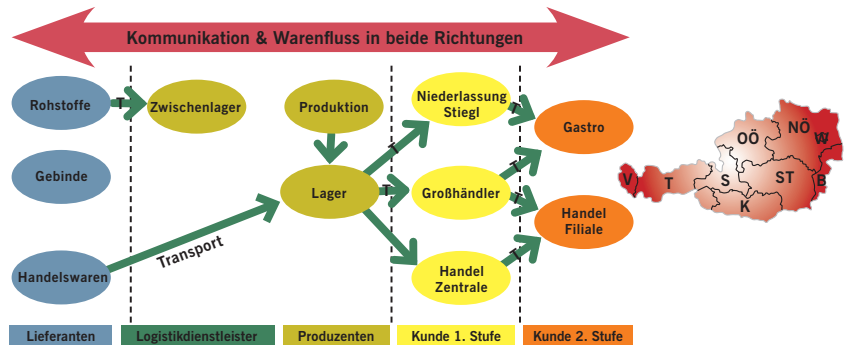 Kommunikation & Warenfluss in beide Richtungen
Rohstoffe
T
Zwischenlager
Produktion
Niederlassung
Stiegl
T
Gastro
Gebinde
Lager
T
T
Großhändler
T
T
Handel
Filiale
Handelswaren
Transport
Handel
Zentrale
T
V
T
S
OÖ
NÖ
W
ST
B
K
Lieferanten
Logistikdienstleister
Produzenten
Kunde 1. Stufe
Kunde 2. Stufe